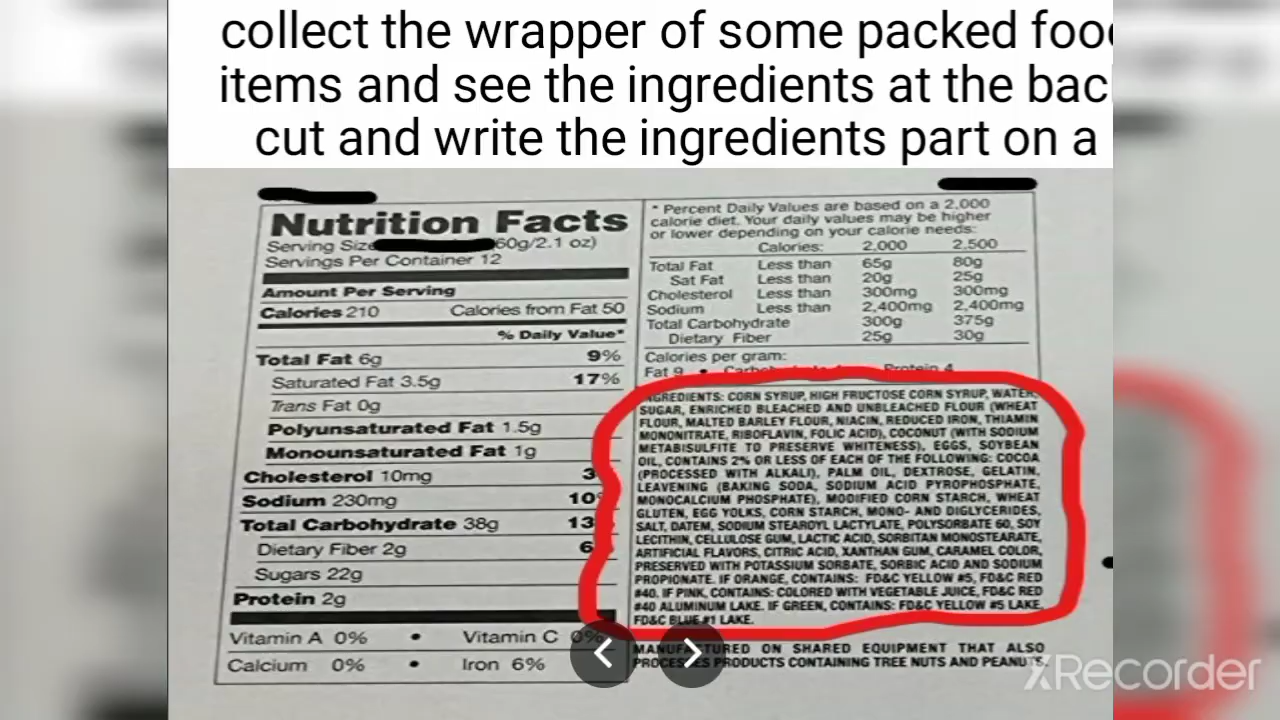 collect the wrapper of some packed foo
items and see the ingredients at the bac
cut and write the ingredients part on a
Nutrition Facts
Serving Size 60g/2.1 oz)
Servings Per Container 12
Amount Per Serving
Calories 210 Calories from Fat 50
% Daily Value*
Total Fat 6g 9%
Saturated Fat 3.5g 17%
Trans Fat 0g
Polyunsaturated Fat 1.5g
Monounsaturated Fat 1g
Cholesterol 10mg 3
Sodium 230mg 10
Total Carbohydrate 38g 13
Dietary Fiber 2g 6
Sugars 22g
Protein 2g
Vitamin A 0% • Vitamin C 0%
Calcium 0% • Iron 6%
* Percent Daily Values are based on a 2,000
calorie diet. Your daily values may be higher
or lower depending on your calorie needs:
Calories: 2,000 2,500
Total Fat Less than 65g 80g
Sat Fat Less than 20g 25g
Cholesterol Less than 300mg 300mg
Sodium Less than 2,400mg 2,400mg
Total Carbohydrate 300g 375g
Dietary Fiber 25g 30g
Calories per gram:
Fat 9 • Carbohydrate 4 Protein 4
INGREDIENTS: CORN SYRUP, HIGH FRUCTOSE CORN SYRUP, WATER,
SUGAR, ENRICHED BLEACHED AND UNBLEACHED FLOUR (WHEAT
FLOUR, MALTED BARLEY FLOUR, NIACIN, REDUCED IRON, THIAMIN
MONONITRATE, RIBOFLAVIN, FOLIC ACID), COCONUT (WITH SODIUM
METABISULFITE TO PRESERVE WHITENESS), EGGS, SOYBEAN
OIL, CONTAINS 2% OR LESS OF EACH OF THE FOLLOWING: COCOA
(PROCESSED WITH ALKALI), PALM OIL, DEXTROSE, GELATIN,
LEAVENING (BAKING SODA, SODIUM ACID PYROPHOSPHATE,
MONOCALCIUM PHOSPHATE), MODIFIED CORN STARCH, WHEAT
GLUTEN, EGG YOLKS, CORN STARCH, MONO- AND DIGLYCERIDES,
SALT, DATEM, SODIUM STEAROYL LACTYLATE, POLYSORBATE 60, SOY
LECITHIN, CELLULOSE GUM, LACTIC ACID, SORBITAN MONOSTEARATE,
ARTIFICIAL FLAVORS, CITRIC ACID, XANTHAN GUM, CARAMEL COLOR,
PRESERVED WITH POTASSIUM SORBATE, SORBIC ACID AND SODIUM
PROPIONATE. IF ORANGE, CONTAINS: FD&C YELLOW #5, FD&C RED
#40. IF PINK, CONTAINS: COLORED WITH VEGETABLE JUICE, FD&C RED
#40 ALUMINUM LAKE. IF GREEN, CONTAINS: FD&C YELLOW #5 LAKE,
FD&C BLUE #1 LAKE.
MANUFACTURED ON SHARED EQUIPMENT THAT ALSO
PROCESSES PRODUCTS CONTAINING TREE NUTS AND PEANUTS.
XRecorder